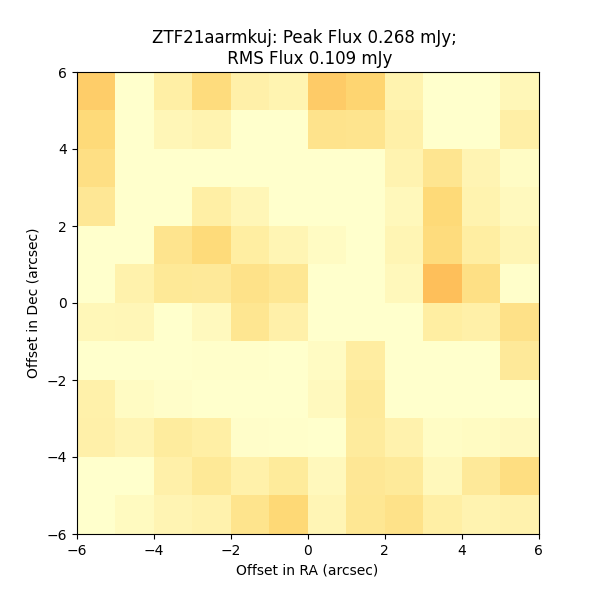 ZTF21aarmkuj: Peak Flux 0.268 mJy;
RMS Flux 0.109 mJy
6
4
2
0
−2
−4
−6
Offset in Dec (arcsec)
−6 −4 −2 0 2 4 6
Offset in RA (arcsec)